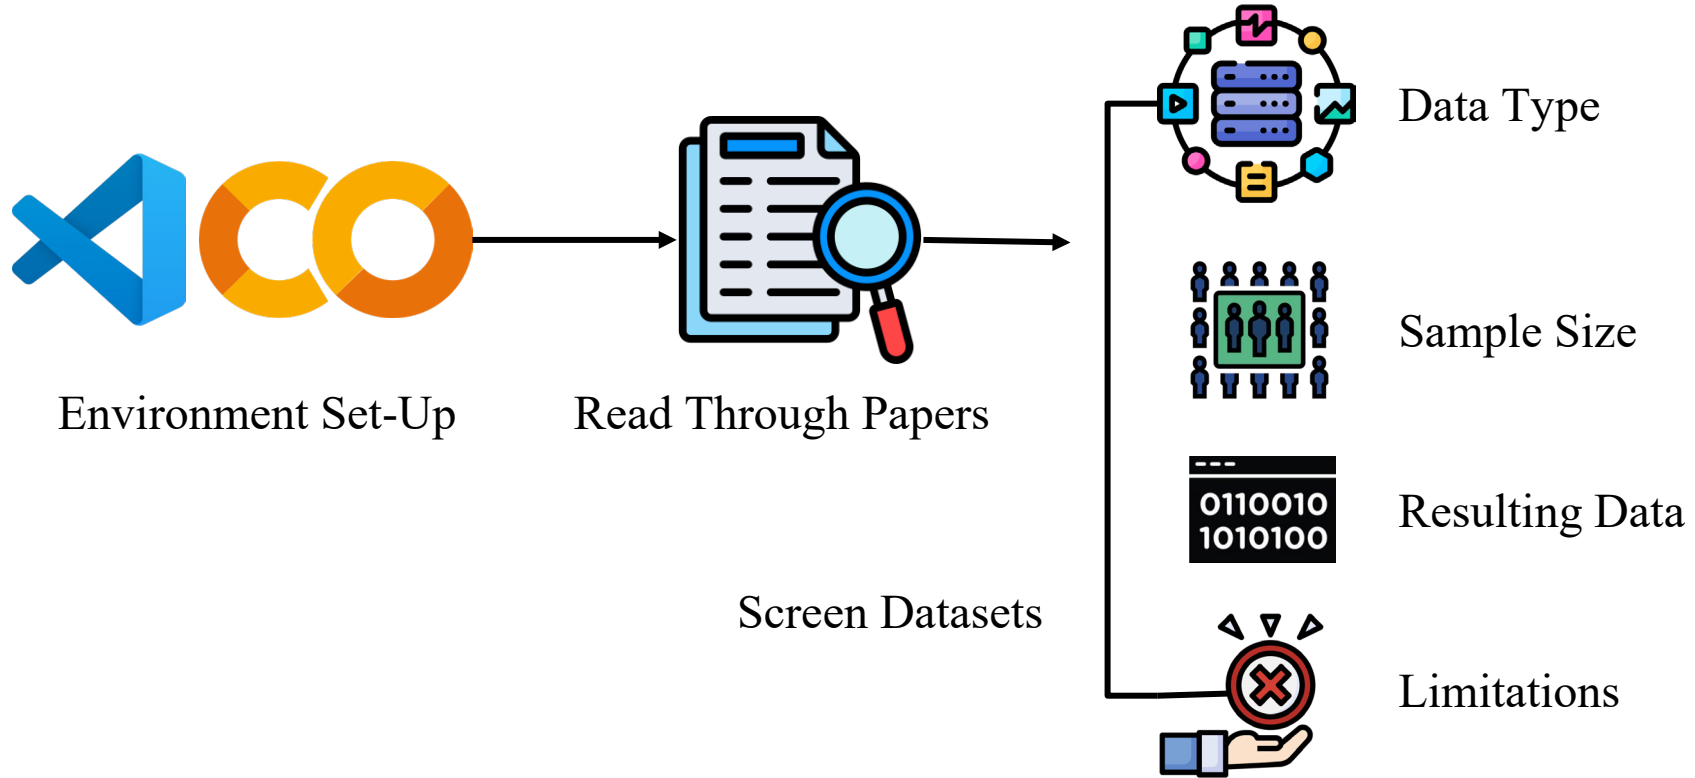 Environment Set-Up
Read Through Papers
Screen Datasets
Data Type
Sample Size
0110010
1010100
Resulting Data
Limitations